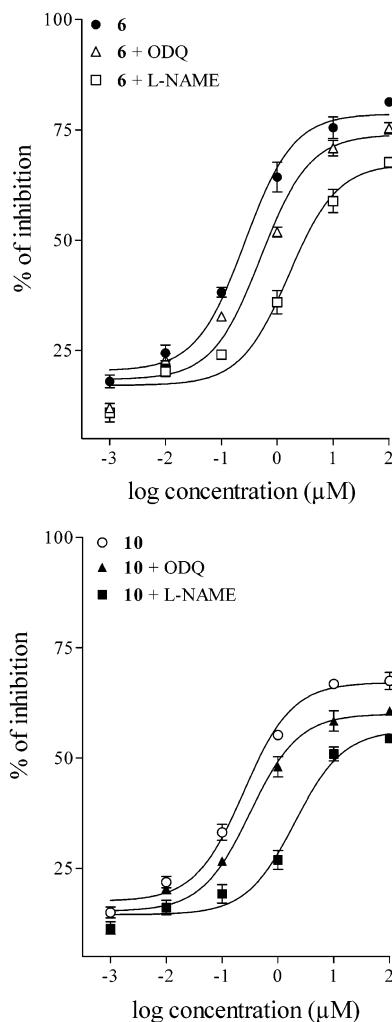 100
75
50
25
% of inhibition
6
6 + ODQ
6 + L-NAME
-3 -2 -1 0 1 2
log concentration (µM)
100
75
50
25
% of inhibition
10
10 + ODQ
10 + L-NAME
-3 -2 -1 0 1 2
log concentration (µM)